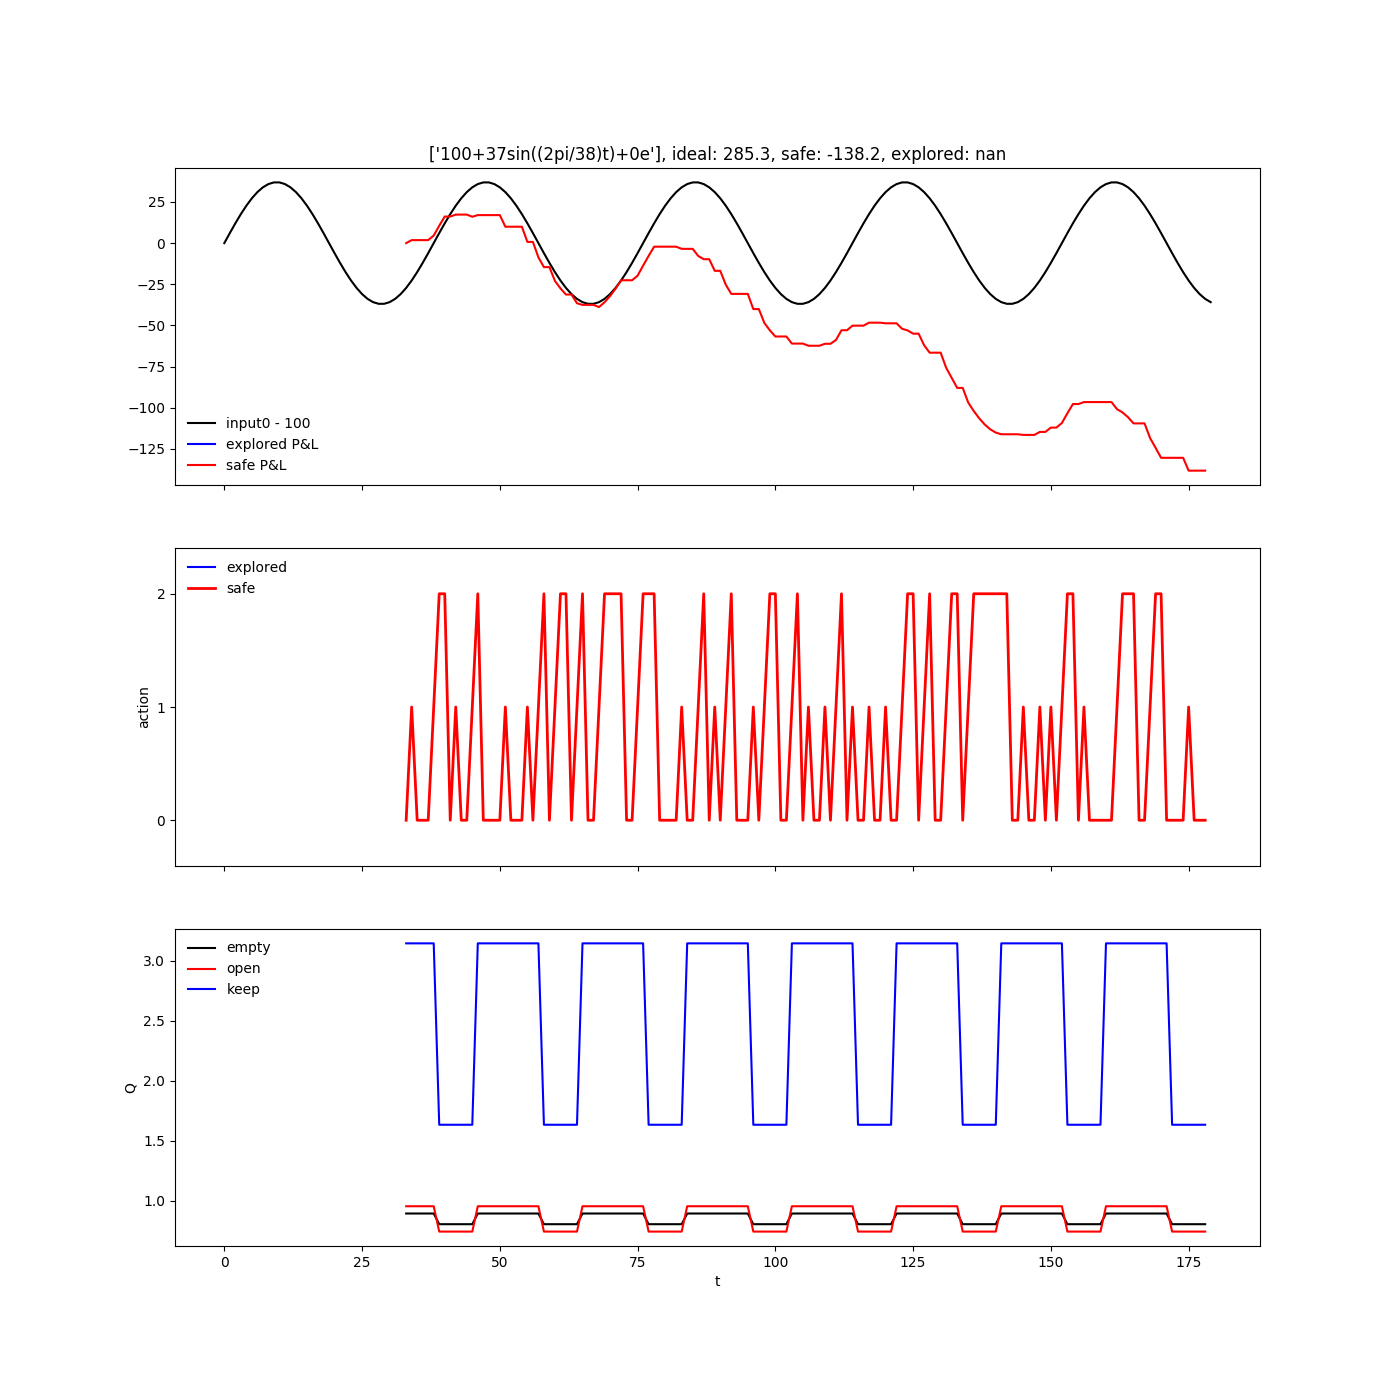 ['100+37sin((2pi/38)t)+0e'], ideal: 285.3, safe: -138.2, explored: nan
25
0
−25
−50
−75
−100
−125
input0 - 100
explored P&L
safe P&L
explored
safe
2
1
0
action
empty
open
keep
3.0
2.5
2.0
1.5
1.0
Q
0 25 50 75 100 125 150 175
t